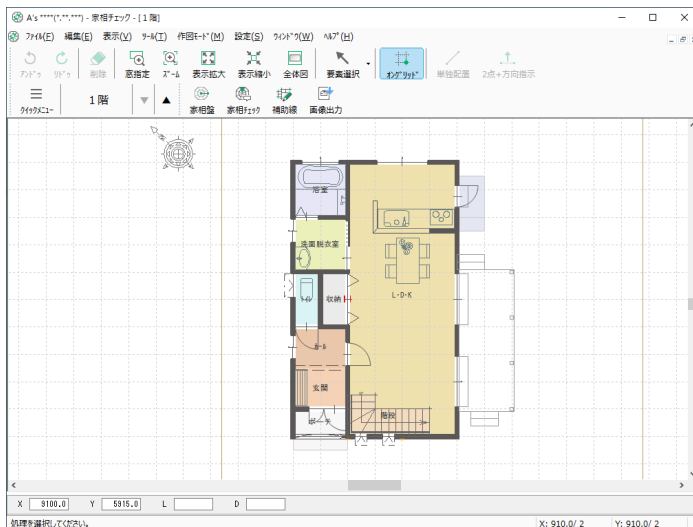 A's ****(*.**.***) - 家相チェック - [ 1 階 ]
ファイル(F) 編集(E) 表示(V) ツール(T) 作図モード(M) 設定(S) ウィンドウ(W) ヘルプ(H)
アンドゥ リドゥ 削除 窓指定 ズーム 表示拡大 表示縮小 全体図 要素選択 オングリッド 単独配置 2点+方向指示
クイックメニュー 1 階 ▼ ▲ 家相盤 家相チェック 補助線 画像出力
浴室
洗面脱衣室
トイレ 収納 L・D・K
ホール
玄関
ポーチ 階段
X 9100.0 Y 5915.0 L D
処理を選択してください。 X: 910.0/ 2 Y: 910.0/ 2